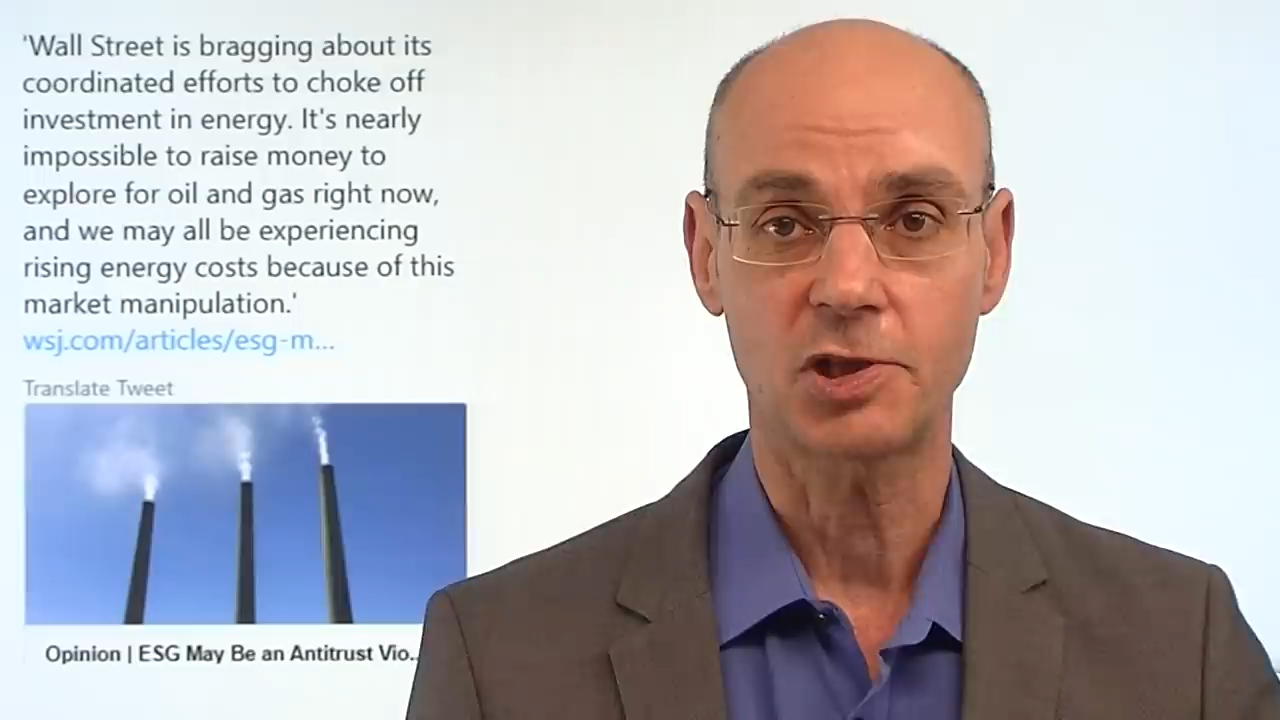 'Wall Street is bragging about its
coordinated efforts to choke off
investment in energy. It's nearly
impossible to raise money to
explore for oil and gas right now,
and we may all be experiencing
rising energy costs because of this
market manipulation.'
wsj.com/articles/esg-m...
Translate Tweet
Opinion | ESG May Be an Antitrust Vio..